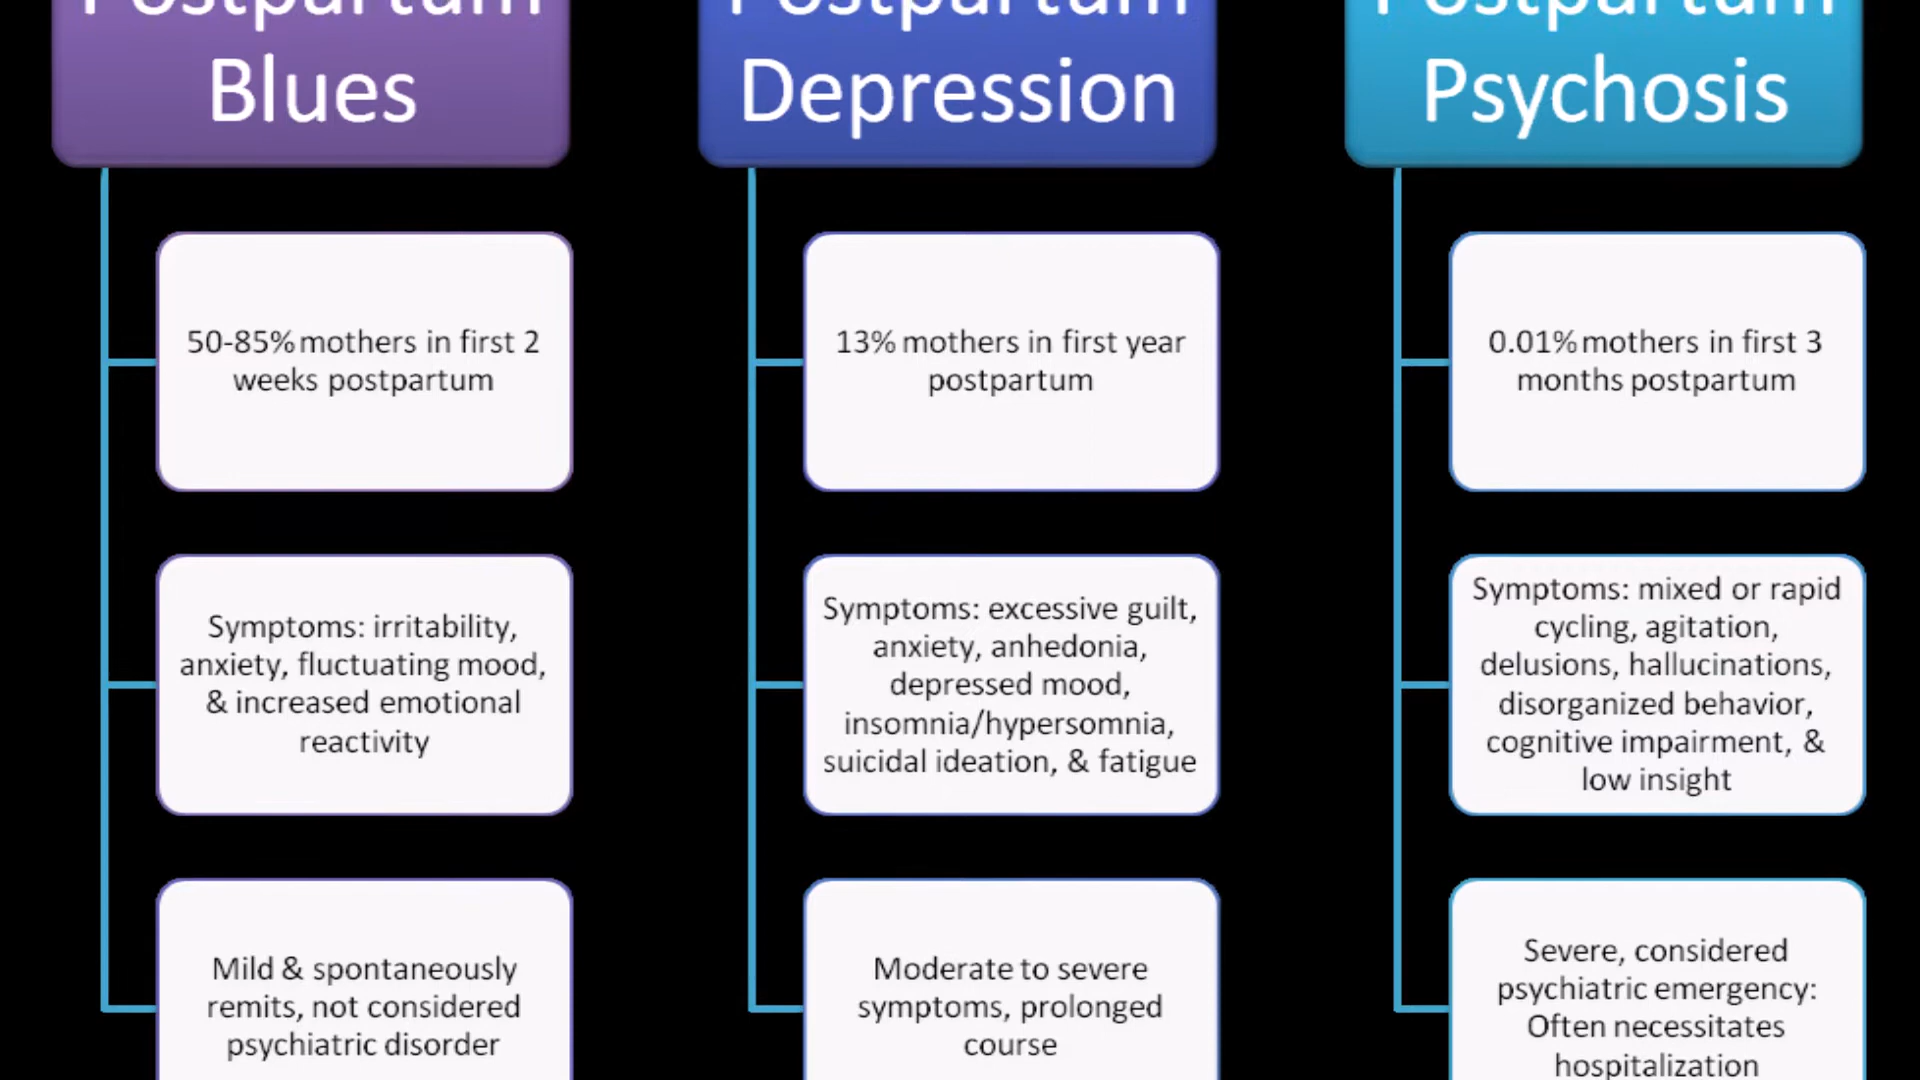 Postpartum
Blues
50-85% mothers in first 2
weeks postpartum
Symptoms: irritability,
anxiety, fluctuating mood,
& increased emotional
reactivity
Mild & spontaneously
remits, not considered
psychiatric disorder
Postpartum
Depression
13% mothers in first year
postpartum
Symptoms: excessive guilt,
anxiety, anhedonia,
depressed mood,
insomnia/hypersomnia,
suicidal ideation, & fatigue
Moderate to severe
symptoms, prolonged
course
Postpartum
Psychosis
0.01% mothers in first 3
months postpartum
Symptoms: mixed or rapid
cycling, agitation,
delusions, hallucinations,
disorganized behavior,
cognitive impairment, &
low insight
Severe, considered
psychiatric emergency:
Often necessitates
hospitalization